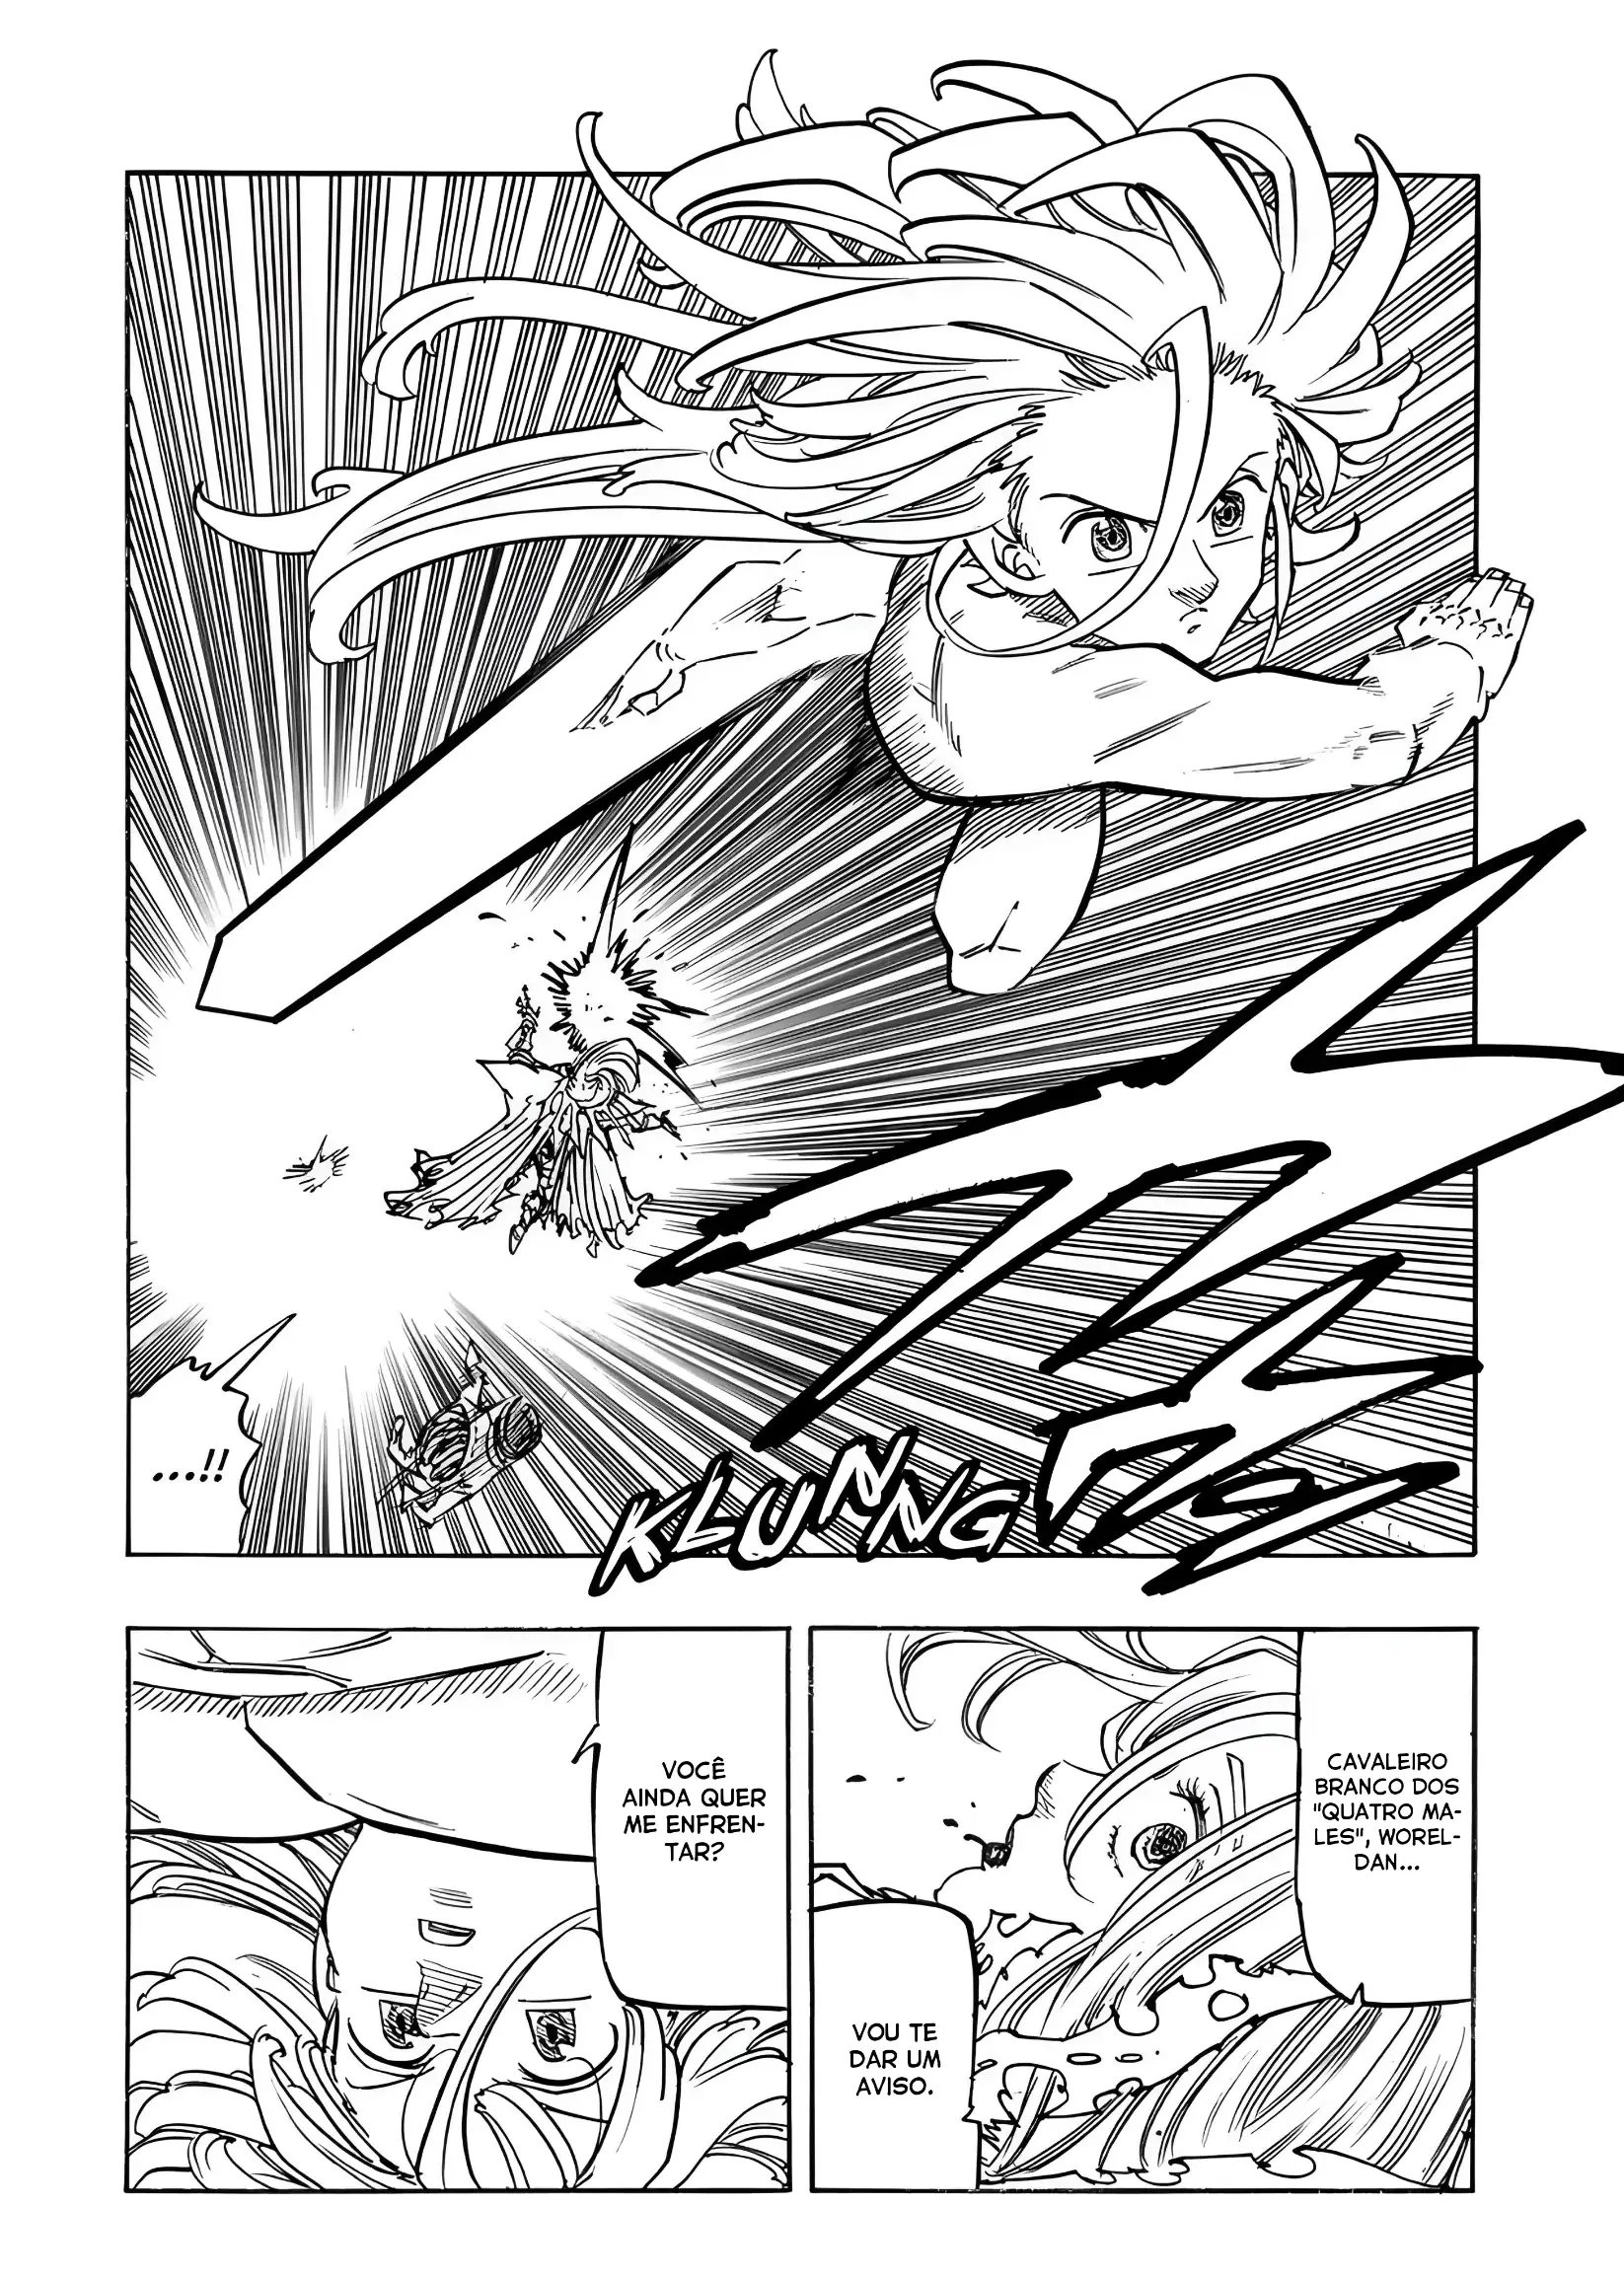 ...!!
KLUNNNG
CAVALEIRO
BRANCO DOS
"QUATRO MA-
LES", WOREL-
DAN...
VOU TE
DAR UM
AVISO.
VOCÊ
AINDA QUER
ME ENFREN-
TAR?